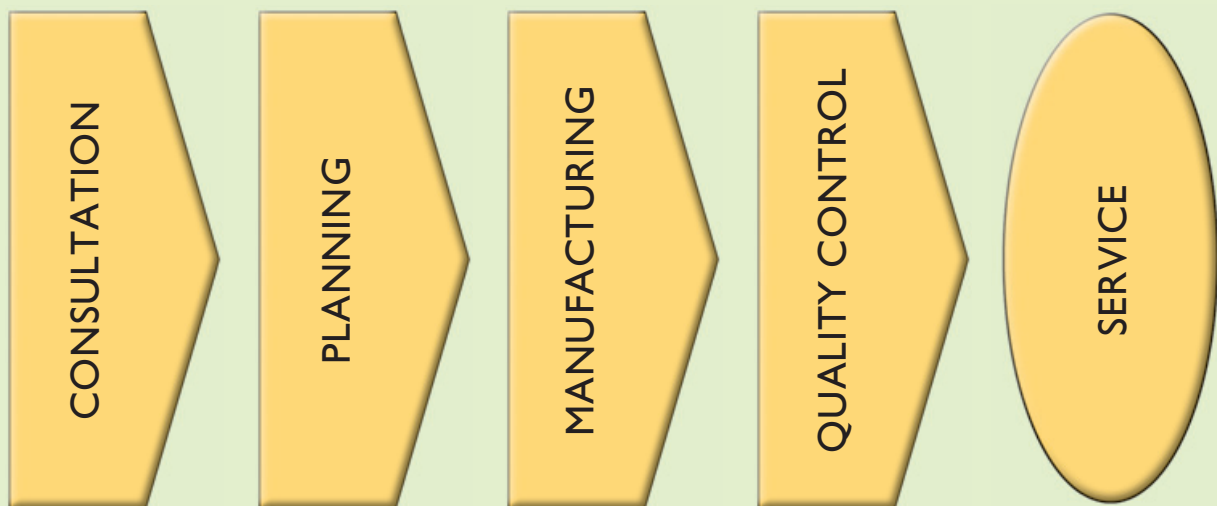 CONSULTATION
PLANNING
MANUFACTURING
QUALITY CONTROL
SERVICE